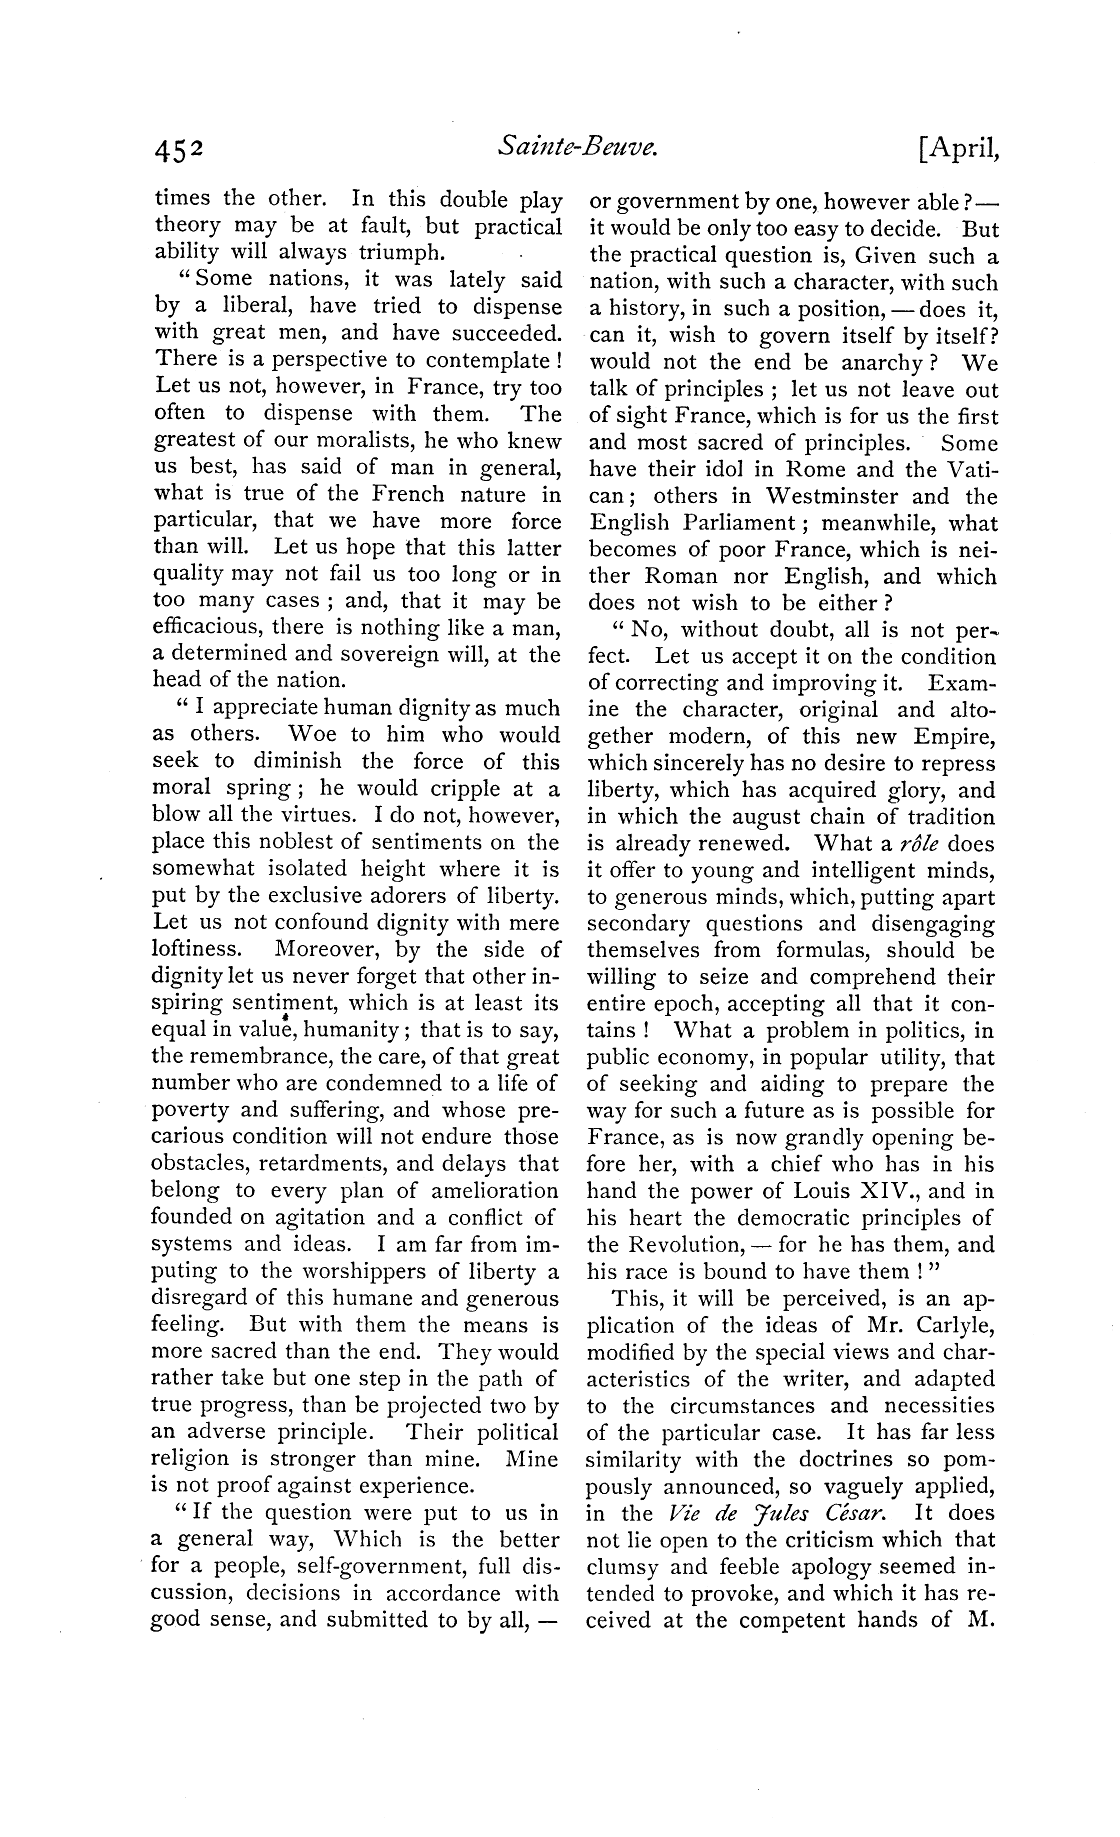 452 Sainte-Beuve. [April,
times the other. In this double play
theory may be at fault, but practical
ability will always triumph.
“Some nations, it was lately said
by a liberal, have tried to dispense
with great men, and have succeeded.
There is a perspective to contemplate !
Let us not, however, in France, try too
often to dispense with them. The
greatest of our moralists, he who knew
us best, has said of man in general,
what is true of the French nature in
particular, that we have more force
than will. Let us hope that this latter
quality may not fail us too long or in
too many cases ; and, that it may be
efficacious, there is nothing like a man,
a determined and sovereign will, at the
head of the nation.
“ I appreciate human dignity as much
as others. Woe to him who would
seek to diminish the force of this
moral spring ; he would cripple at a
blow all the virtues. I do not, however,
place this noblest of sentiments on the
somewhat isolated height where it is
put by the exclusive adorers of liberty.
Let us not confound dignity with mere
loftiness. Moreover, by the side of
dignity let us never forget that other in-
spiring sentiment, which is at least its
equal in value, humanity ; that is to say,
the remembrance, the care, of that great
number who are condemned to a life of
poverty and suffering, and whose pre-
carious condition will not endure those
obstacles, retardments, and delays that
belong to every plan of amelioration
founded on agitation and a conflict of
systems and ideas. I am far from im-
puting to the worshippers of liberty a
disregard of this humane and generous
feeling. But with them the means is
more sacred than the end. They would
rather take but one step in the path of
true progress, than be projected two by
an adverse principle. Their political
religion is stronger than mine. Mine
is not proof against experience.
“ If the question were put to us in
a general way, Which is the better
for a people, self-government, full dis-
cussion, decisions in accordance with
good sense, and submitted to by all, —
or government by one, however able ? —
it would be only too easy to decide. But
the practical question is, Given such a
nation, with such a character, with such
a history, in such a position, — does it,
can it, wish to govern itself by itself?
would not the end be anarchy ? We
talk of principles ; let us not leave out
of sight France, which is for us the first
and most sacred of principles. Some
have their idol in Rome and the Vati-
can ; others in Westminster and the
English Parliament ; meanwhile, what
becomes of poor France, which is nei-
ther Roman nor English, and which
does not wish to be either ?
“ No, without doubt, all is not per-
fect. Let us accept it on the condition
of correcting and improving it. Exam-
ine the character, original and alto-
gether modern, of this new Empire,
which sincerely has no desire to repress
liberty, which has acquired glory, and
in which the august chain of tradition
is already renewed. What a rôle does
it offer to young and intelligent minds,
to generous minds, which, putting apart
secondary questions and disengaging
themselves from formulas, should be
willing to seize and comprehend their
entire epoch, accepting all that it con-
tains ! What a problem in politics, in
public economy, in popular utility, that
of seeking and aiding to prepare the
way for such a future as is possible for
France, as is now grandly opening be-
fore her, with a chief who has in his
hand the power of Louis XIV., and in
his heart the democratic principles of
the Revolution, — for he has them, and
his race is bound to have them ! ”
This, it will be perceived, is an ap-
plication of the ideas of Mr. Carlyle,
modified by the special views and char-
acteristics of the writer, and adapted
to the circumstances and necessities
of the particular case. It has far less
similarity with the doctrines so pom-
pously announced, so vaguely applied,
in the Vie de Jules César. It does
not lie open to the criticism which that
clumsy and feeble apology seemed in-
tended to provoke, and which it has re-
ceived at the competent hands of M.